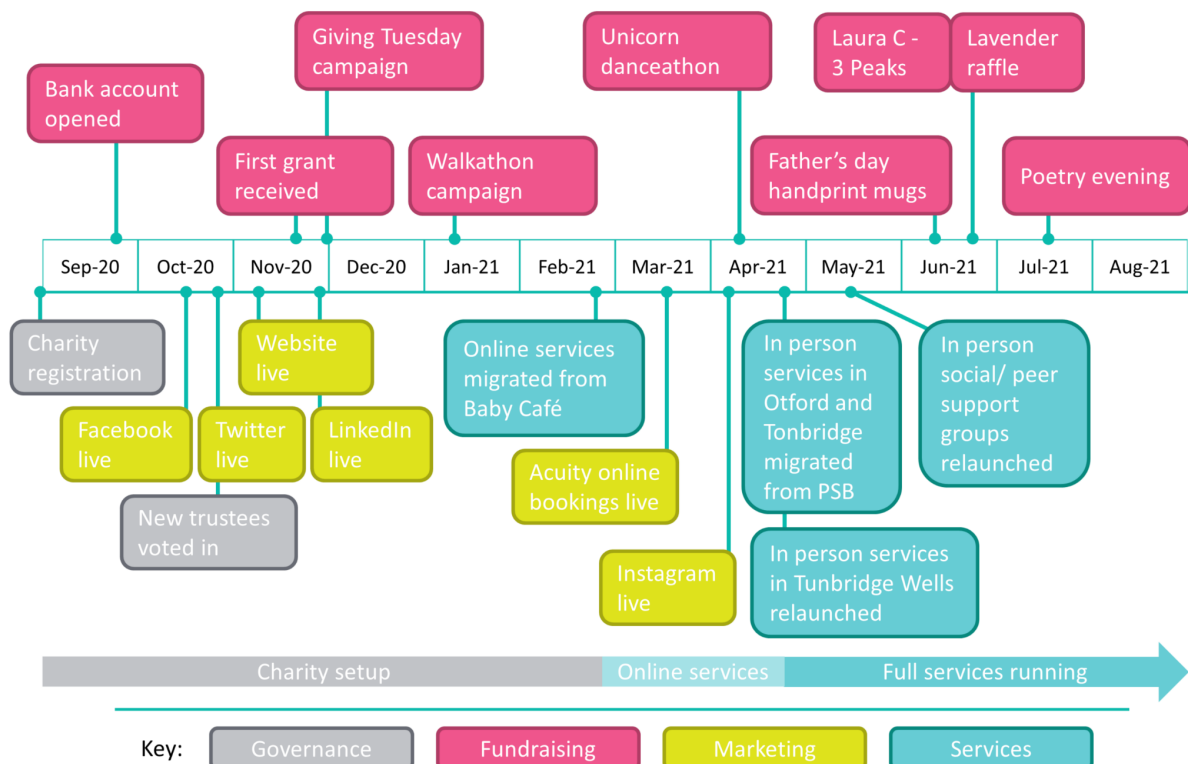 Giving Tuesday
campaign
Unicorn
danceathon
Laura C -
3 Peaks
Lavender
raffle
Bank account
opened
First grant
received
Walkathon
campaign
Father’s day
handprint mugs
Poetry evening
Sep-20 Oct-20 Nov-20 Dec-20 Jan-21 Feb-21 Mar-21 Apr-21 May-21 Jun-21 Jul-21 Aug-21
Charity
registration
Website
live
Online services
migrated from
Baby Café
In person
services in
Otford and
Tonbridge
migrated
from PSB
In person
social/ peer
support
groups
relaunched
Facebook
live
Twitter
live
LinkedIn
live
Acuity online
bookings live
New trustees
voted in
In person services
in Tunbridge Wells
relaunched
Instagram
live
Charity setup
Online services
Full services running
Key: Governance Fundraising Marketing Services